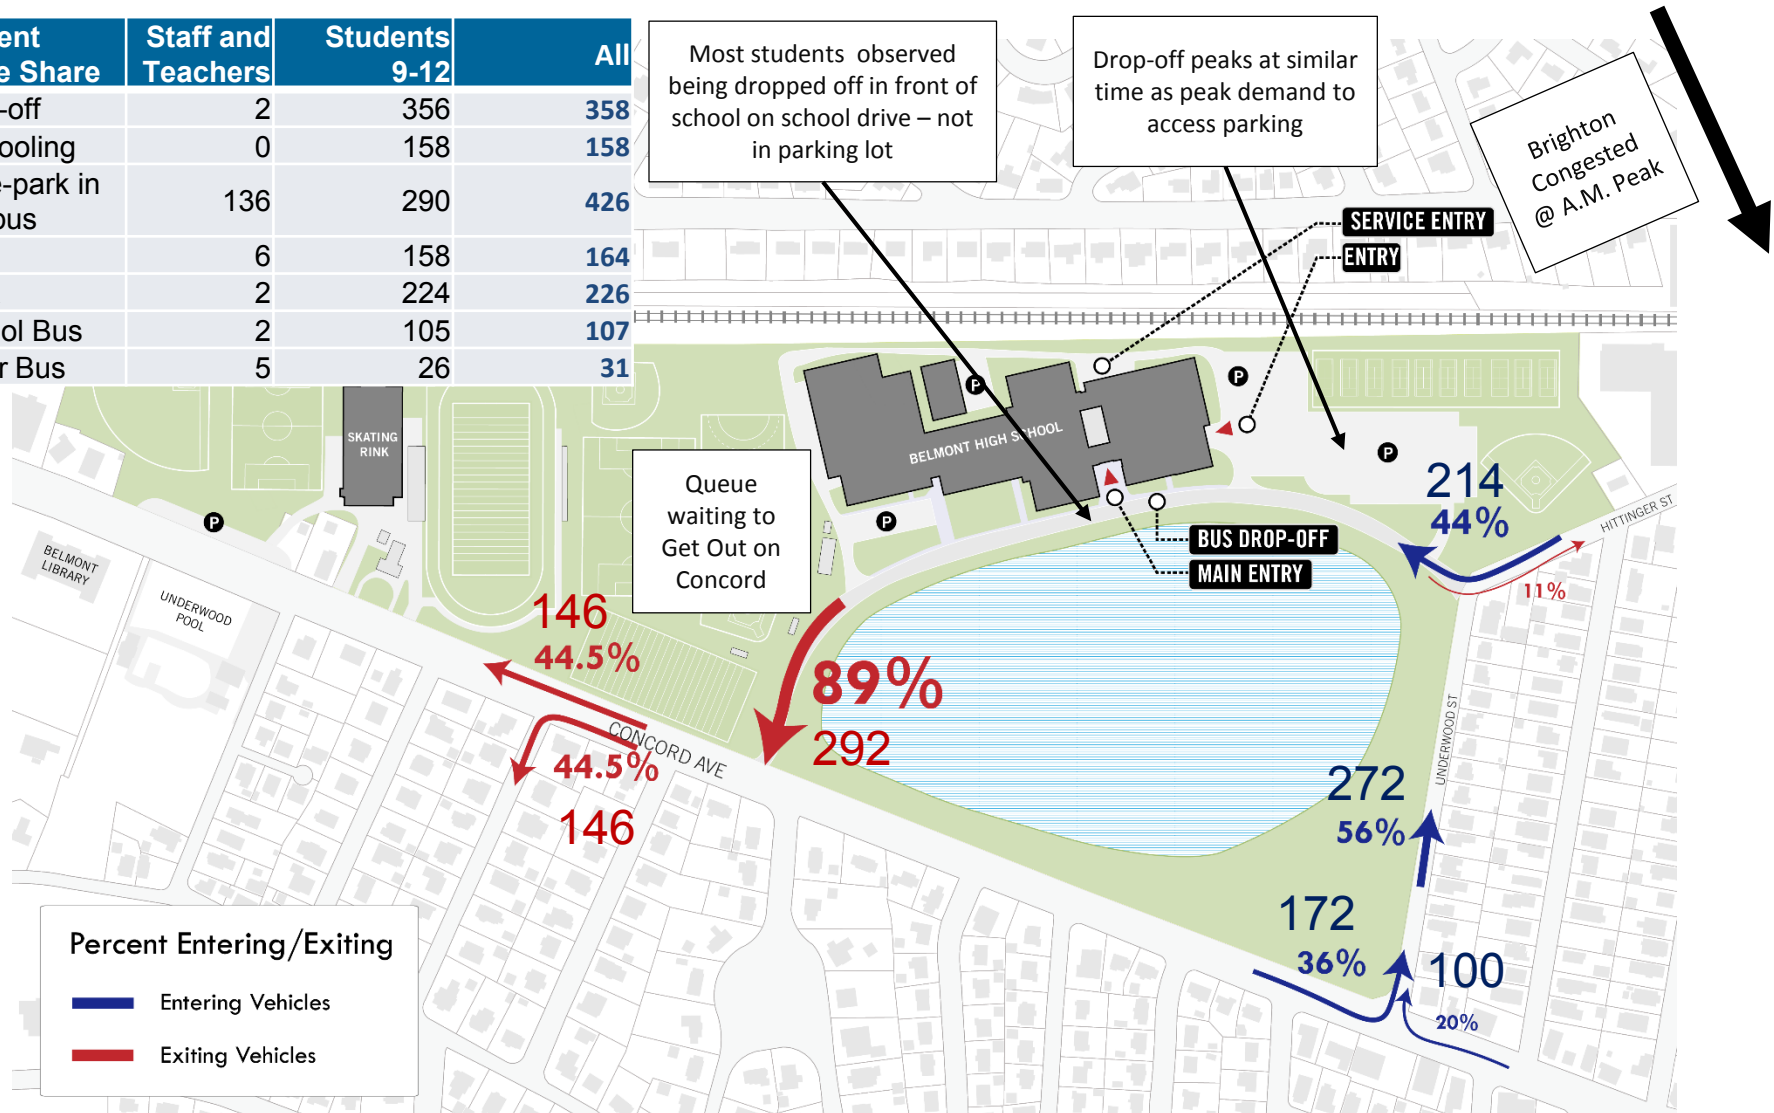 ent Staff and Students All
e Share Teachers 9-12
-off 2 356 358
ooling 0 158 158
e-park in
ous 136 290 426
6 158 164
2 224 226
ol Bus 2 105 107
r Bus 5 26 31
Most students observed
being dropped off in front of
school on school drive – not
in parking lot
Drop-off peaks at similar
time as peak demand to
access parking
Brighton
Congested
@ A.M. Peak
SERVICE ENTRY
ENTRY
P
P
P
P
P
SKATING
RINK
BELMONT HIGH SCHOOL
Queue
waiting to
Get Out on
Concord
BUS DROP-OFF
MAIN ENTRY
214
44%
HITTINGER ST
11%
BELMONT
LIBRARY
UNDERWOOD
POOL
146
44.5%
89%
292
CONCORD AVE
44.5%
146
UNDERWOOD ST
272
56%
172
36%
100
20%
Percent Entering/Exiting
Entering Vehicles
Exiting Vehicles